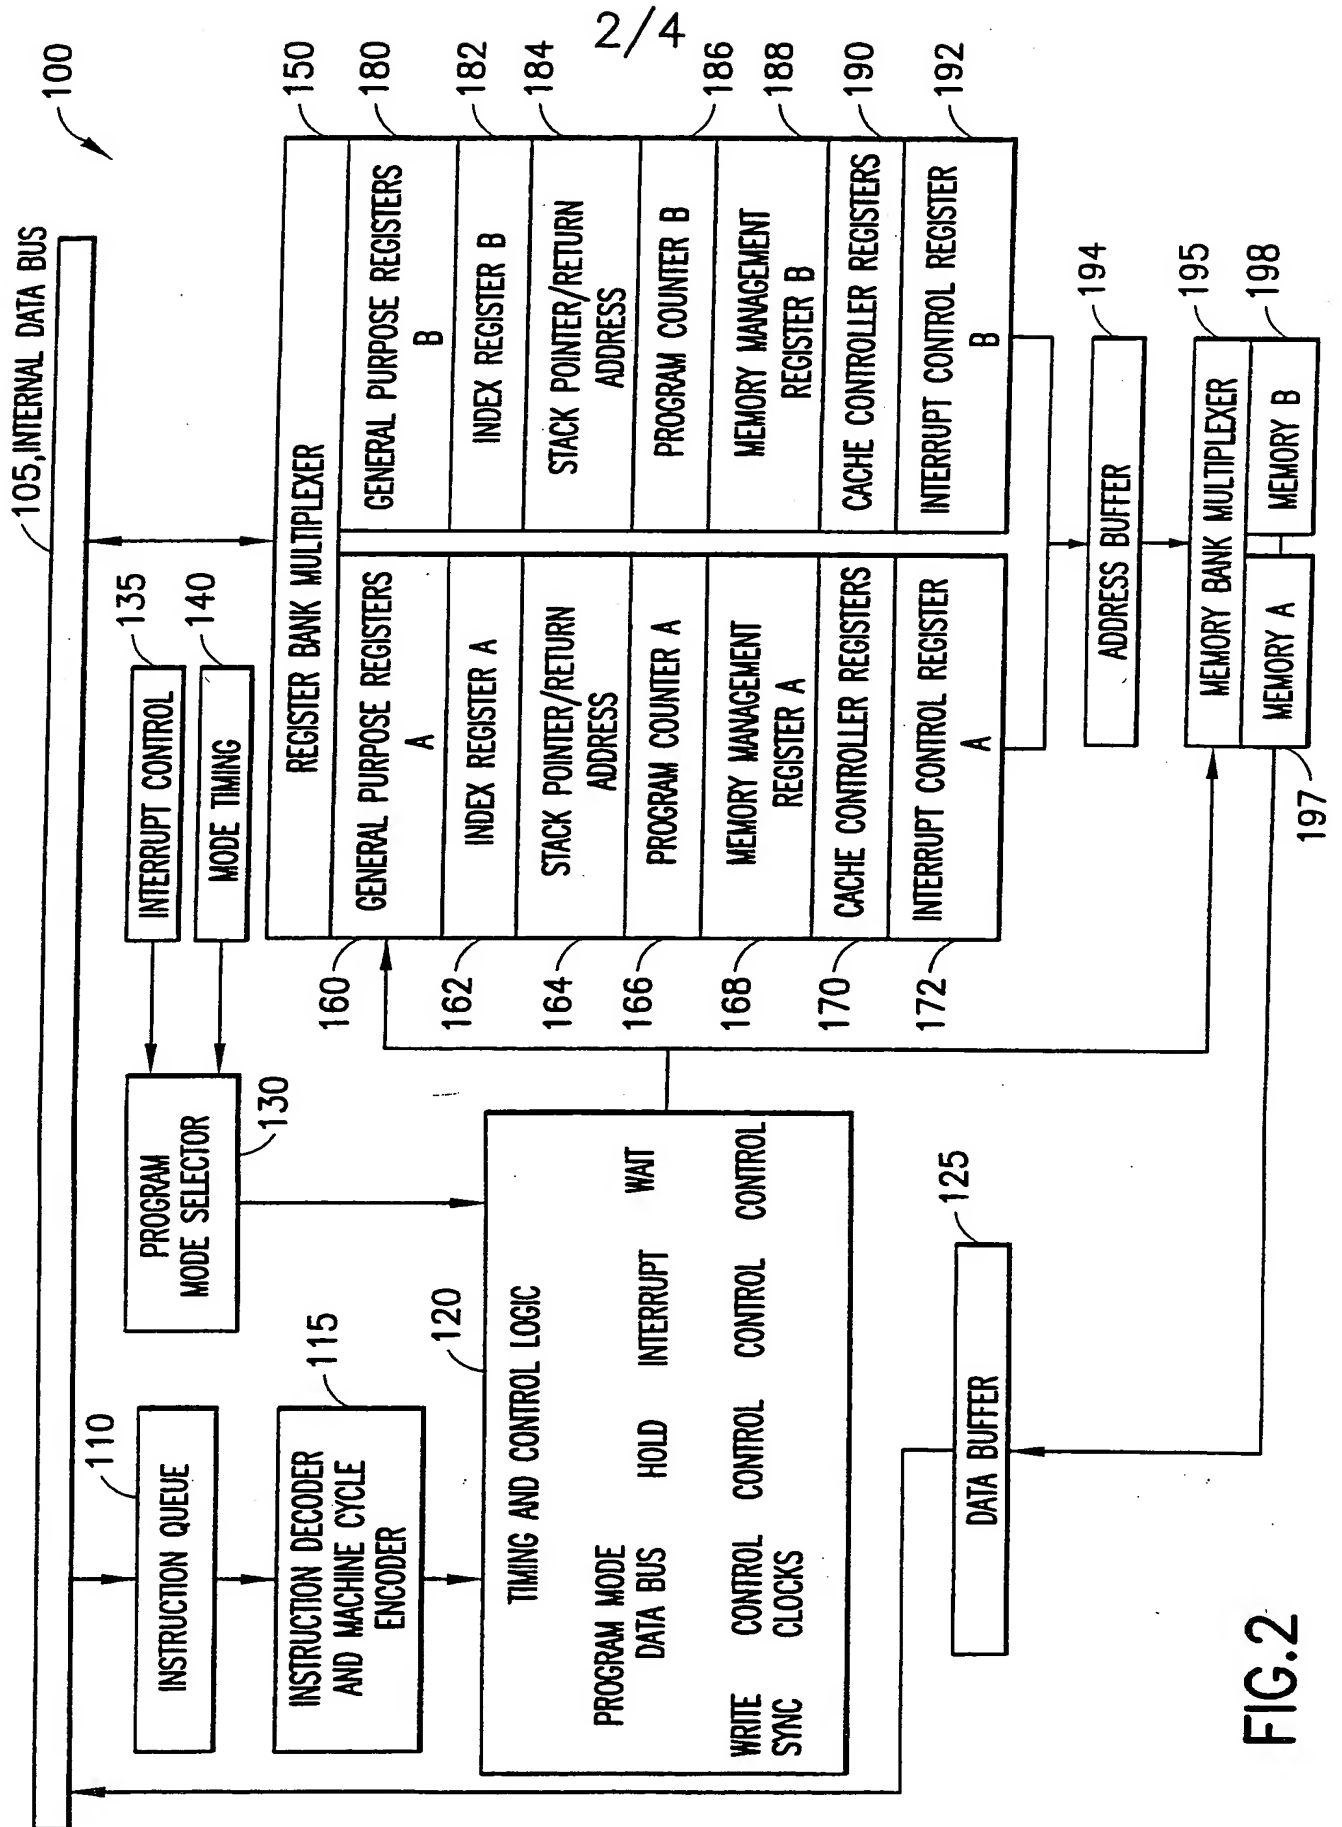 2/4
100
105,INTERNAL DATA BUS
110
INSTRUCTION QUEUE
115
INSTRUCTION DECODER
AND MACHINE CYCLE
ENCODER
PROGRAM
MODE SELECTOR
130
INTERRUPT CONTROL
135
MODE TIMING
140
120
TIMING AND CONTROL LOGIC
PROGRAM MODE
DATA BUS HOLD INTERRUPT WAIT
WRITE CONTROL CONTROL CONTROL CONTROL
SYNC CLOCKS
REGISTER BANK MULTIPLEXER
150
160
GENERAL PURPOSE REGISTERS
A
GENERAL PURPOSE REGISTERS
B
180
162
INDEX REGISTER A
INDEX REGISTER B
182
164
STACK POINTER/RETURN
ADDRESS
STACK POINTER/RETURN
ADDRESS
184
166
PROGRAM COUNTER A
PROGRAM COUNTER B
186
168
MEMORY MANAGEMENT
REGISTER A
MEMORY MANAGEMENT
REGISTER B
188
170
CACHE CONTROLLER REGISTERS
CACHE CONTROLLER REGISTERS
190
172
INTERRUPT CONTROL REGISTER
A
INTERRUPT CONTROL REGISTER
B
192
125
DATA BUFFER
ADDRESS BUFFER
194
MEMORY BANK MULTIPLEXER
195
MEMORY A
197
MEMORY B
198
FIG.2